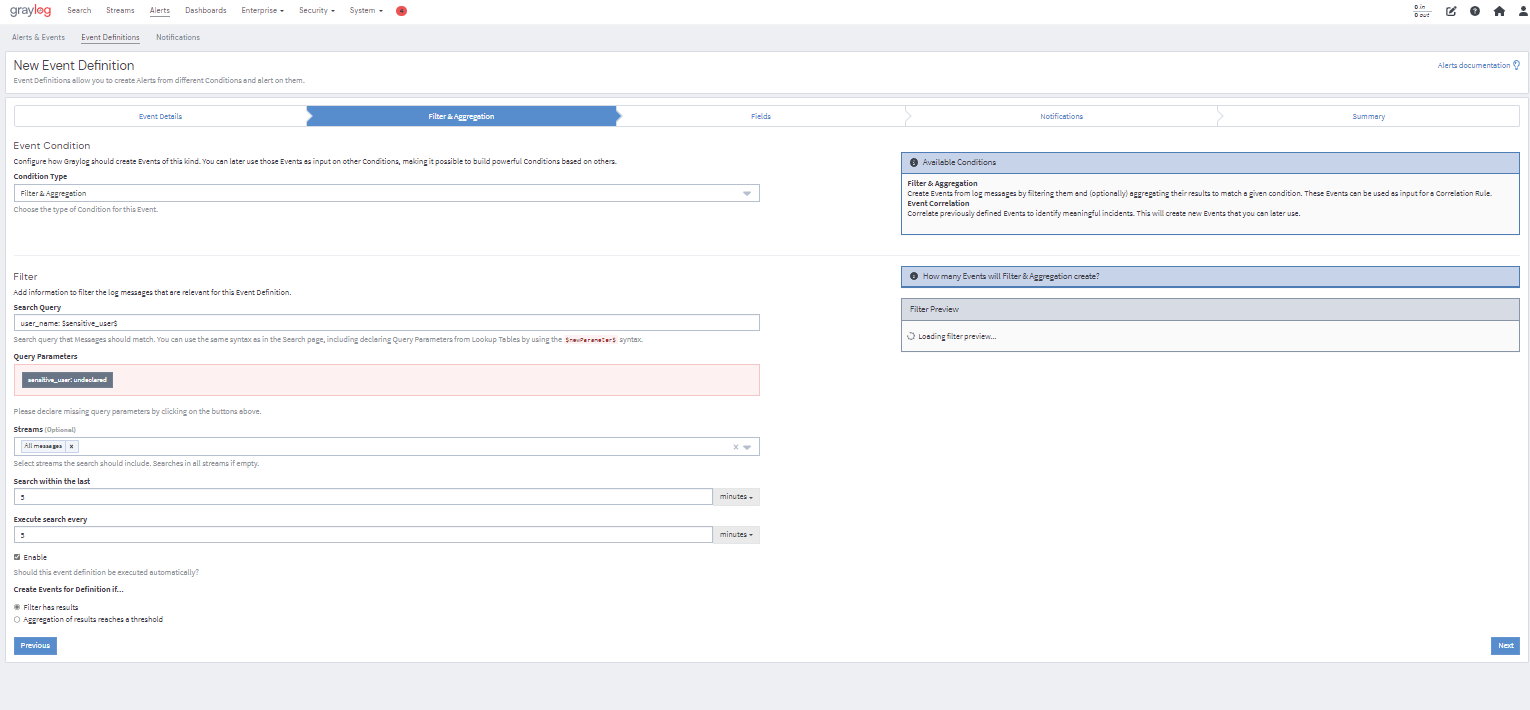 graylog Search Streams Alerts Dashboards Enterprise Security System
0 in
0 out
Alerts & Events Event Definitions Notifications
New Event Definition
Event Definitions allow you to create Alerts from different Conditions and alert on them.
Alerts documentation
Event Details Filter & Aggregation Fields Notifications Summary
Event Condition
Configure how Graylog should create Events of this kind. You can later use those Events as input on other Conditions, making it possible to build powerful Conditions based on others.
Condition Type
Filter & Aggregation
Choose the type of Condition for this Event.
Available Conditions
Filter & Aggregation
Create Events from log messages by filtering them and (optionally) aggregating their results to match a given condition. These Events can be used as input for a Correlation Rule.
Event Correlation
Correlate previously defined Events to identify meaningful incidents. This will create new Events that you can later use.
Filter
Add information to filter the log messages that are relevant for this Event Definition.
Search Query
user_name: $sensitive_user$
Search query that Messages should match. You can use the same syntax as in the Search page, including declaring Query Parameters from Lookup Tables by using the $newParameter$ syntax.
Query Parameters
sensitive_user: undeclared
Please declare missing query parameters by clicking on the buttons above.
Streams (Optional)
All messages x
Select streams the search should include. Searches in all streams if empty.
Search within the last
5 minutes
Execute search every
5 minutes
Enable
Should this event definition be executed automatically?
Create Events for Definition if...
Filter has results
Aggregation of results reaches a threshold
Previous
How many Events will Filter & Aggregation create?
Filter Preview
Loading filter preview...
Next